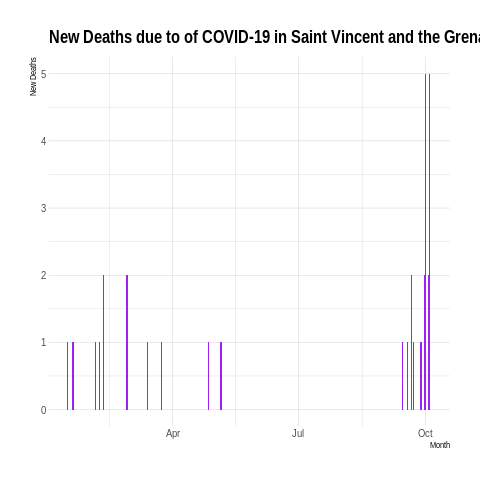 New Deaths due to of COVID-19 in Saint Vincent and the Grena
New Deaths
5
4
3
2
1
0
Apr
Jul
Oct
Month